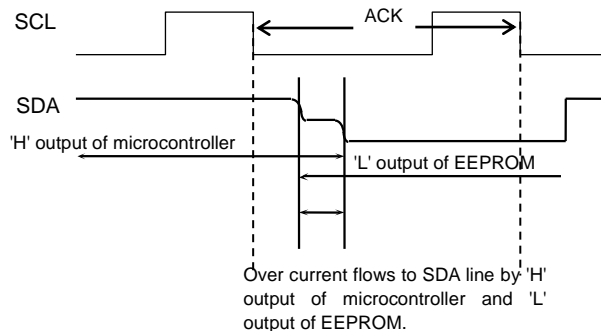 SCL
ACK
SDA
'H' output of microcontroller
'L' output of EEPROM
Over current flows to SDA line by 'H'
output of microcontroller and 'L'
output of EEPROM.